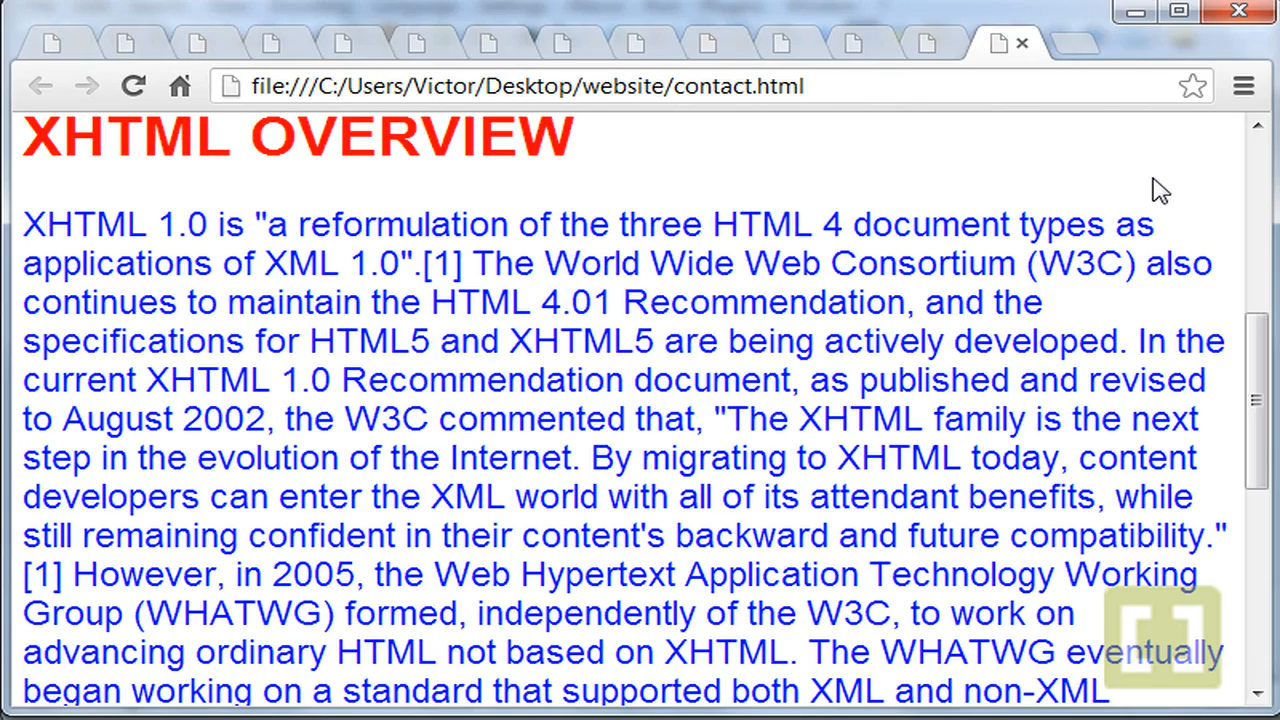 file:///C:/Users/Victor/Desktop/website/contact.html
XHTML OVERVIEW
XHTML 1.0 is "a reformulation of the three HTML 4 document types as
applications of XML 1.0".[1] The World Wide Web Consortium (W3C) also
continues to maintain the HTML 4.01 Recommendation, and the
specifications for HTML5 and XHTML5 are being actively developed. In the
current XHTML 1.0 Recommendation document, as published and revised
to August 2002, the W3C commented that, "The XHTML family is the next
step in the evolution of the Internet. By migrating to XHTML today, content
developers can enter the XML world with all of its attendant benefits, while
still remaining confident in their content's backward and future compatibility."
[1] However, in 2005, the Web Hypertext Application Technology Working
Group (WHATWG) formed, independently of the W3C, to work on
advancing ordinary HTML not based on XHTML. The WHATWG eventually
began working on a standard that supported both XML and non-XML